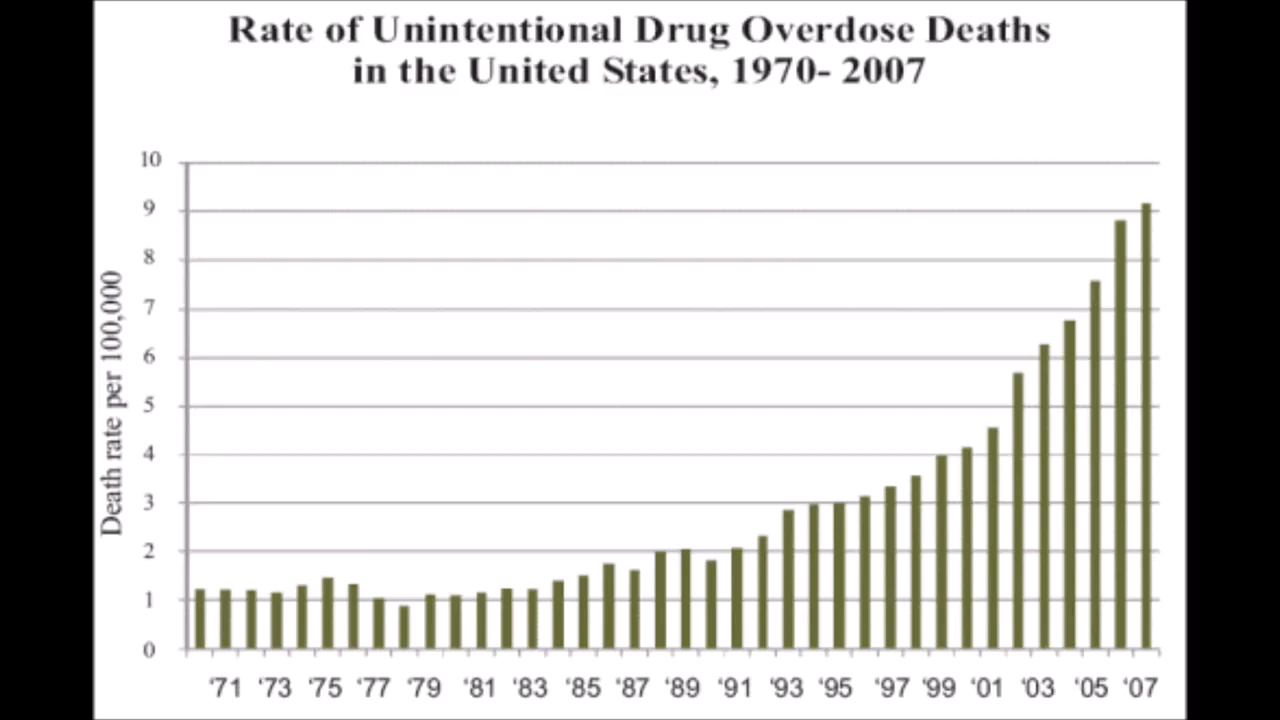 Rate of Unintentional Drug Overdose Deaths
in the United States, 1970- 2007
10
9
8
7
6
5
4
3
2
1
0
Death rate per 100,000
‘71 ‘73 ‘75 ‘77 ‘79 ‘81 ‘83 ‘85 ‘87 ‘89 ‘91 ‘93 ‘95 ‘97 ‘99 ‘01 ‘03 ‘05 ‘07